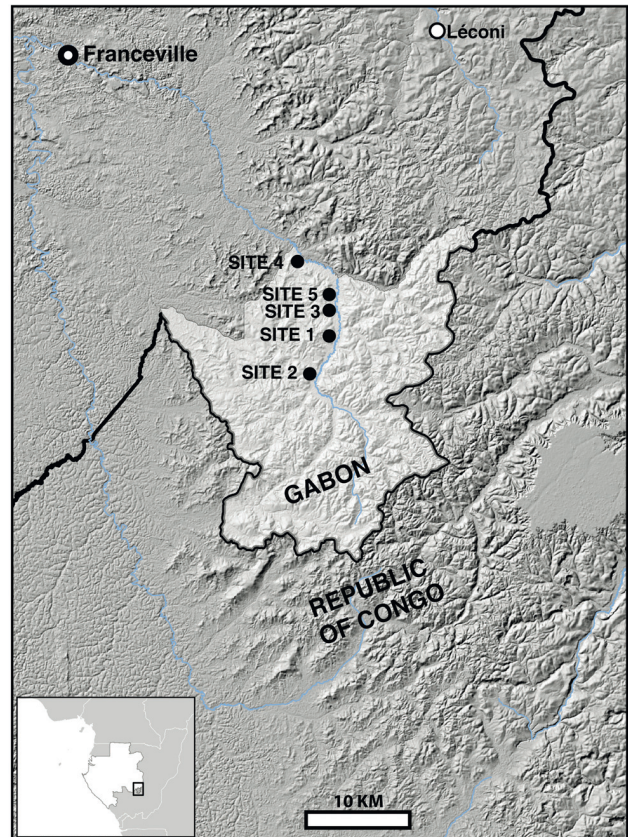 Léconi
Franceville
SITE 4
SITE 5
SITE 3
SITE 1
SITE 2
GABON
REPUBLIC
OF CONGO
10 KM